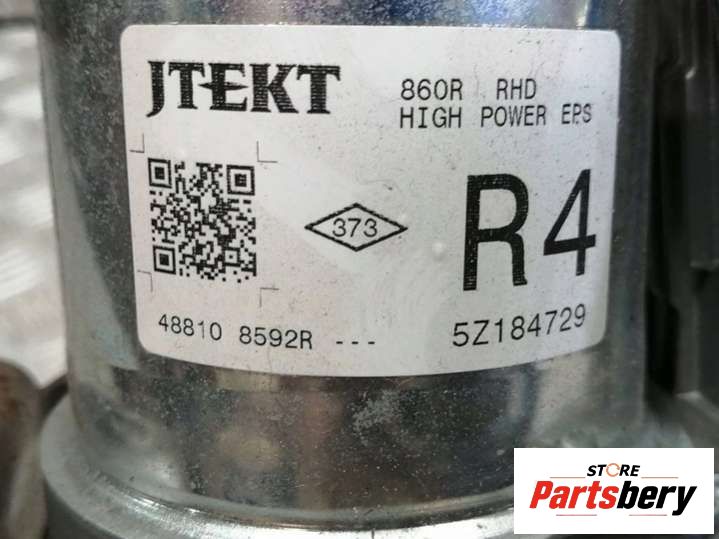 JTEKT
860R RHD
HIGH POWER EPS
373
R4
48810 8592R ---
5Z184729
STORE
Partsbery